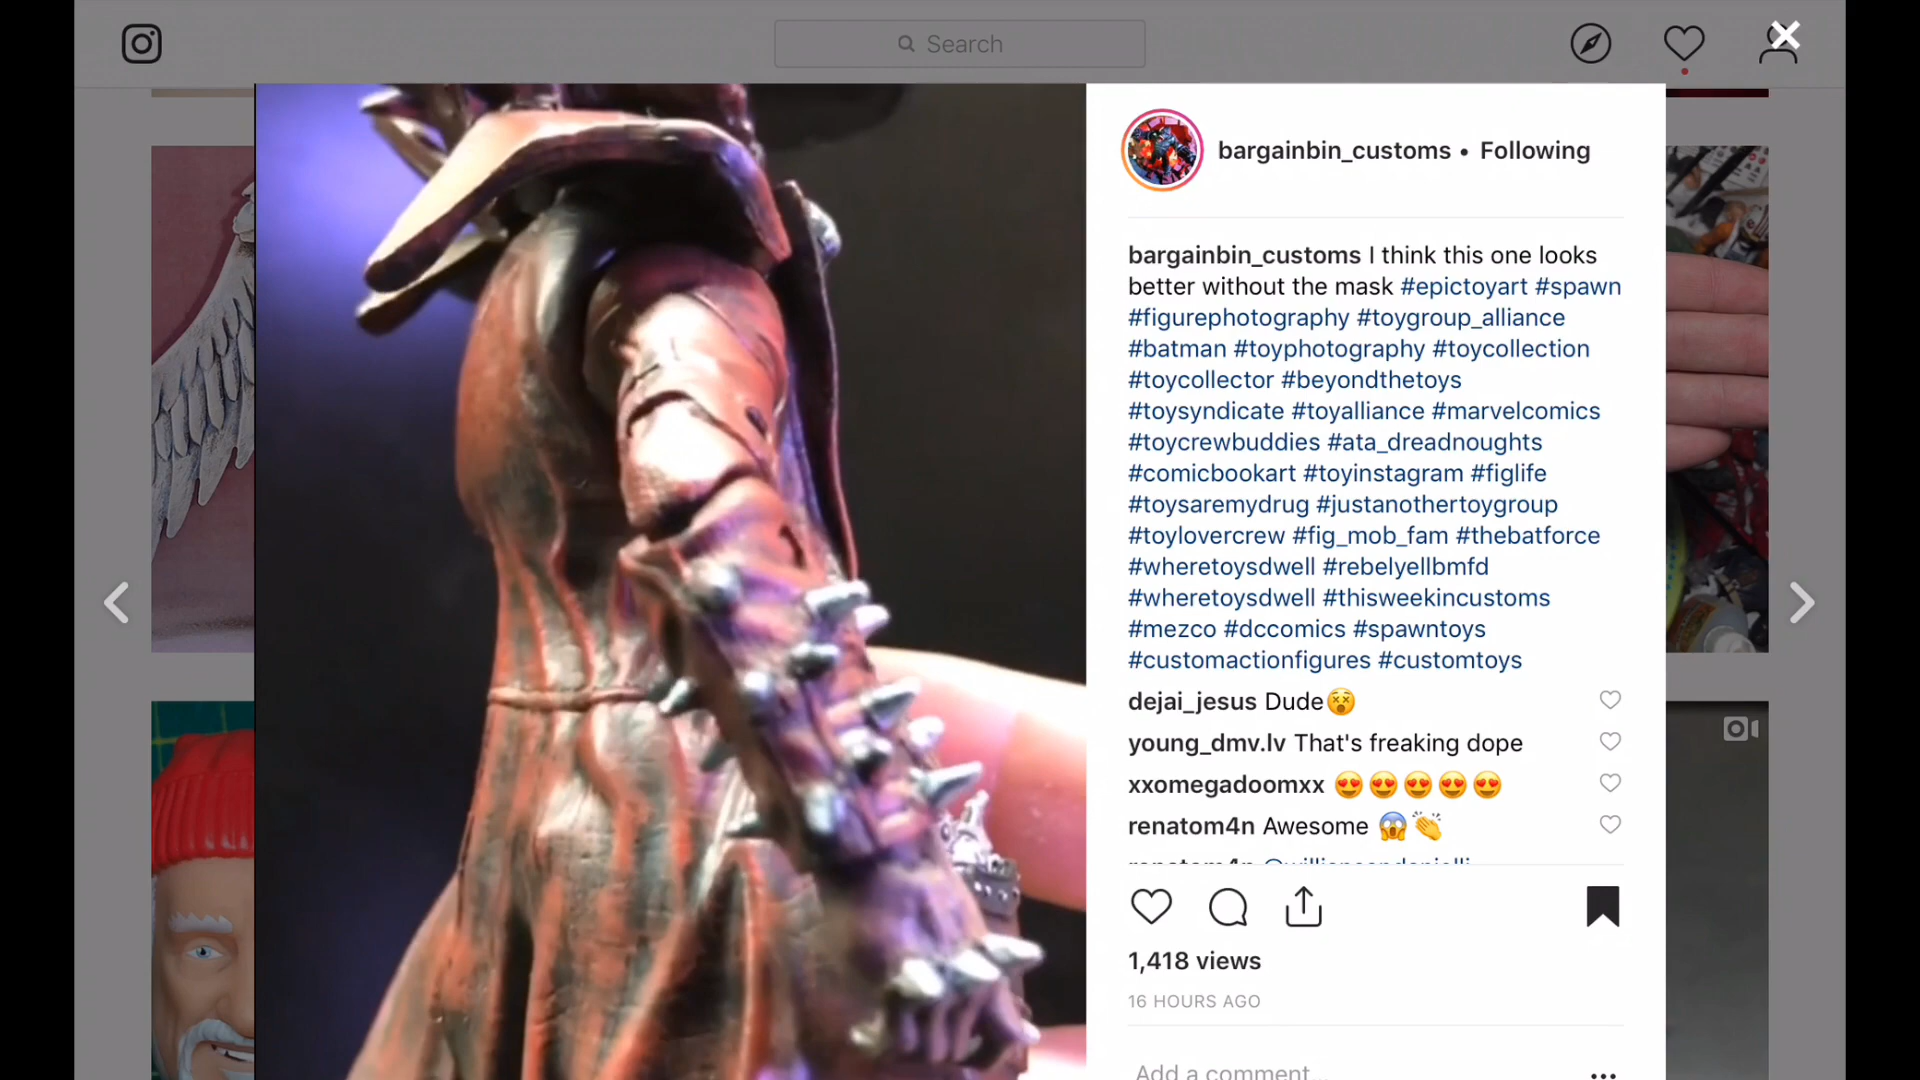 Search
bargainbin_customs • Following
bargainbin_customs I think this one looks
better without the mask #epictoyart #spawn
#figurephotography #toygroup_alliance
#batman #toyphotography #toycollection
#toycollector #beyondthetoys
#toysyndicate #toyalliance #marvelcomics
#toycrewbuddies #ata_dreadnoughts
#comicbookart #toyinstagram #figlife
#toysaremydrug #justanothertoygroup
#toylovercrew #fig_mob_fam #thebatforce
#wheretoysdwell #rebelyellbmfd
#wheretoysdwell #thisweekincustoms
#mezco #dccomics #spawntoys
#customactionfigures #customtoys
dejai_jesus Dude😵
young_dmv.lv That's freaking dope
xxomegadoomxx 😍😍😍😍😍
renatom4n Awesome 😱👏
renatom4n
1,418 views
16 HOURS AGO
Add a comment...